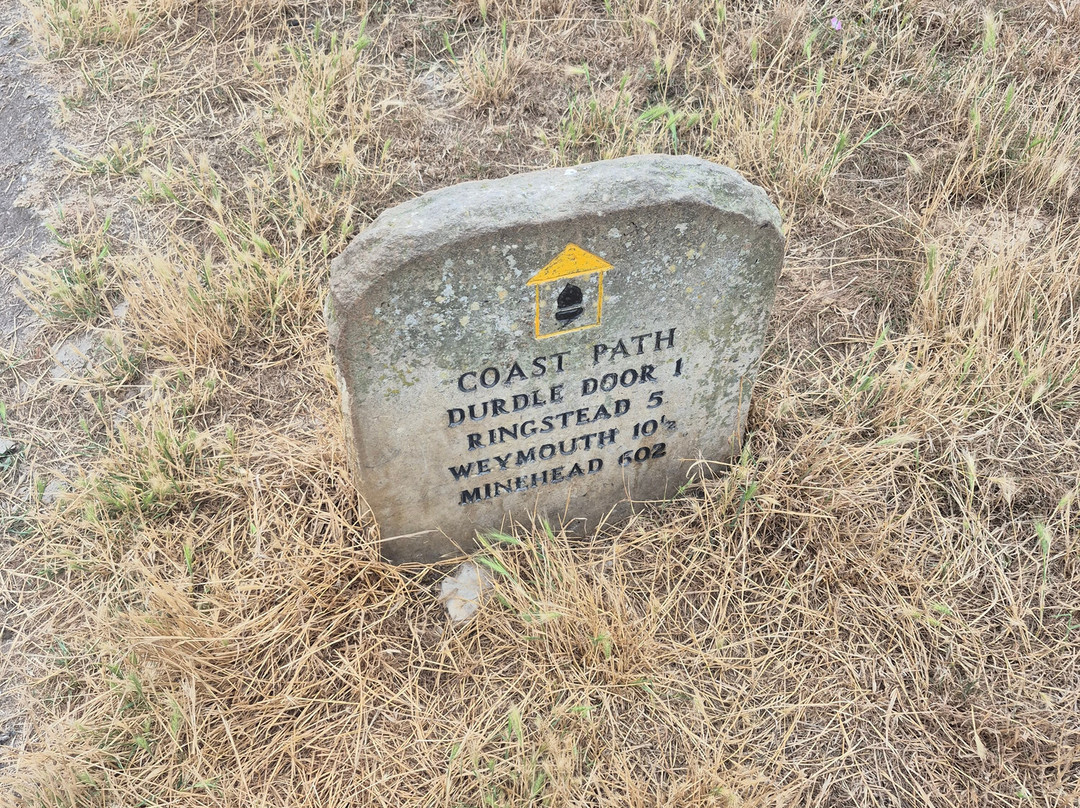 COAST PATH
DURDLE DOOR 1
RINGSTEAD 5
WEYMOUTH 10½
MINEHEAD 602